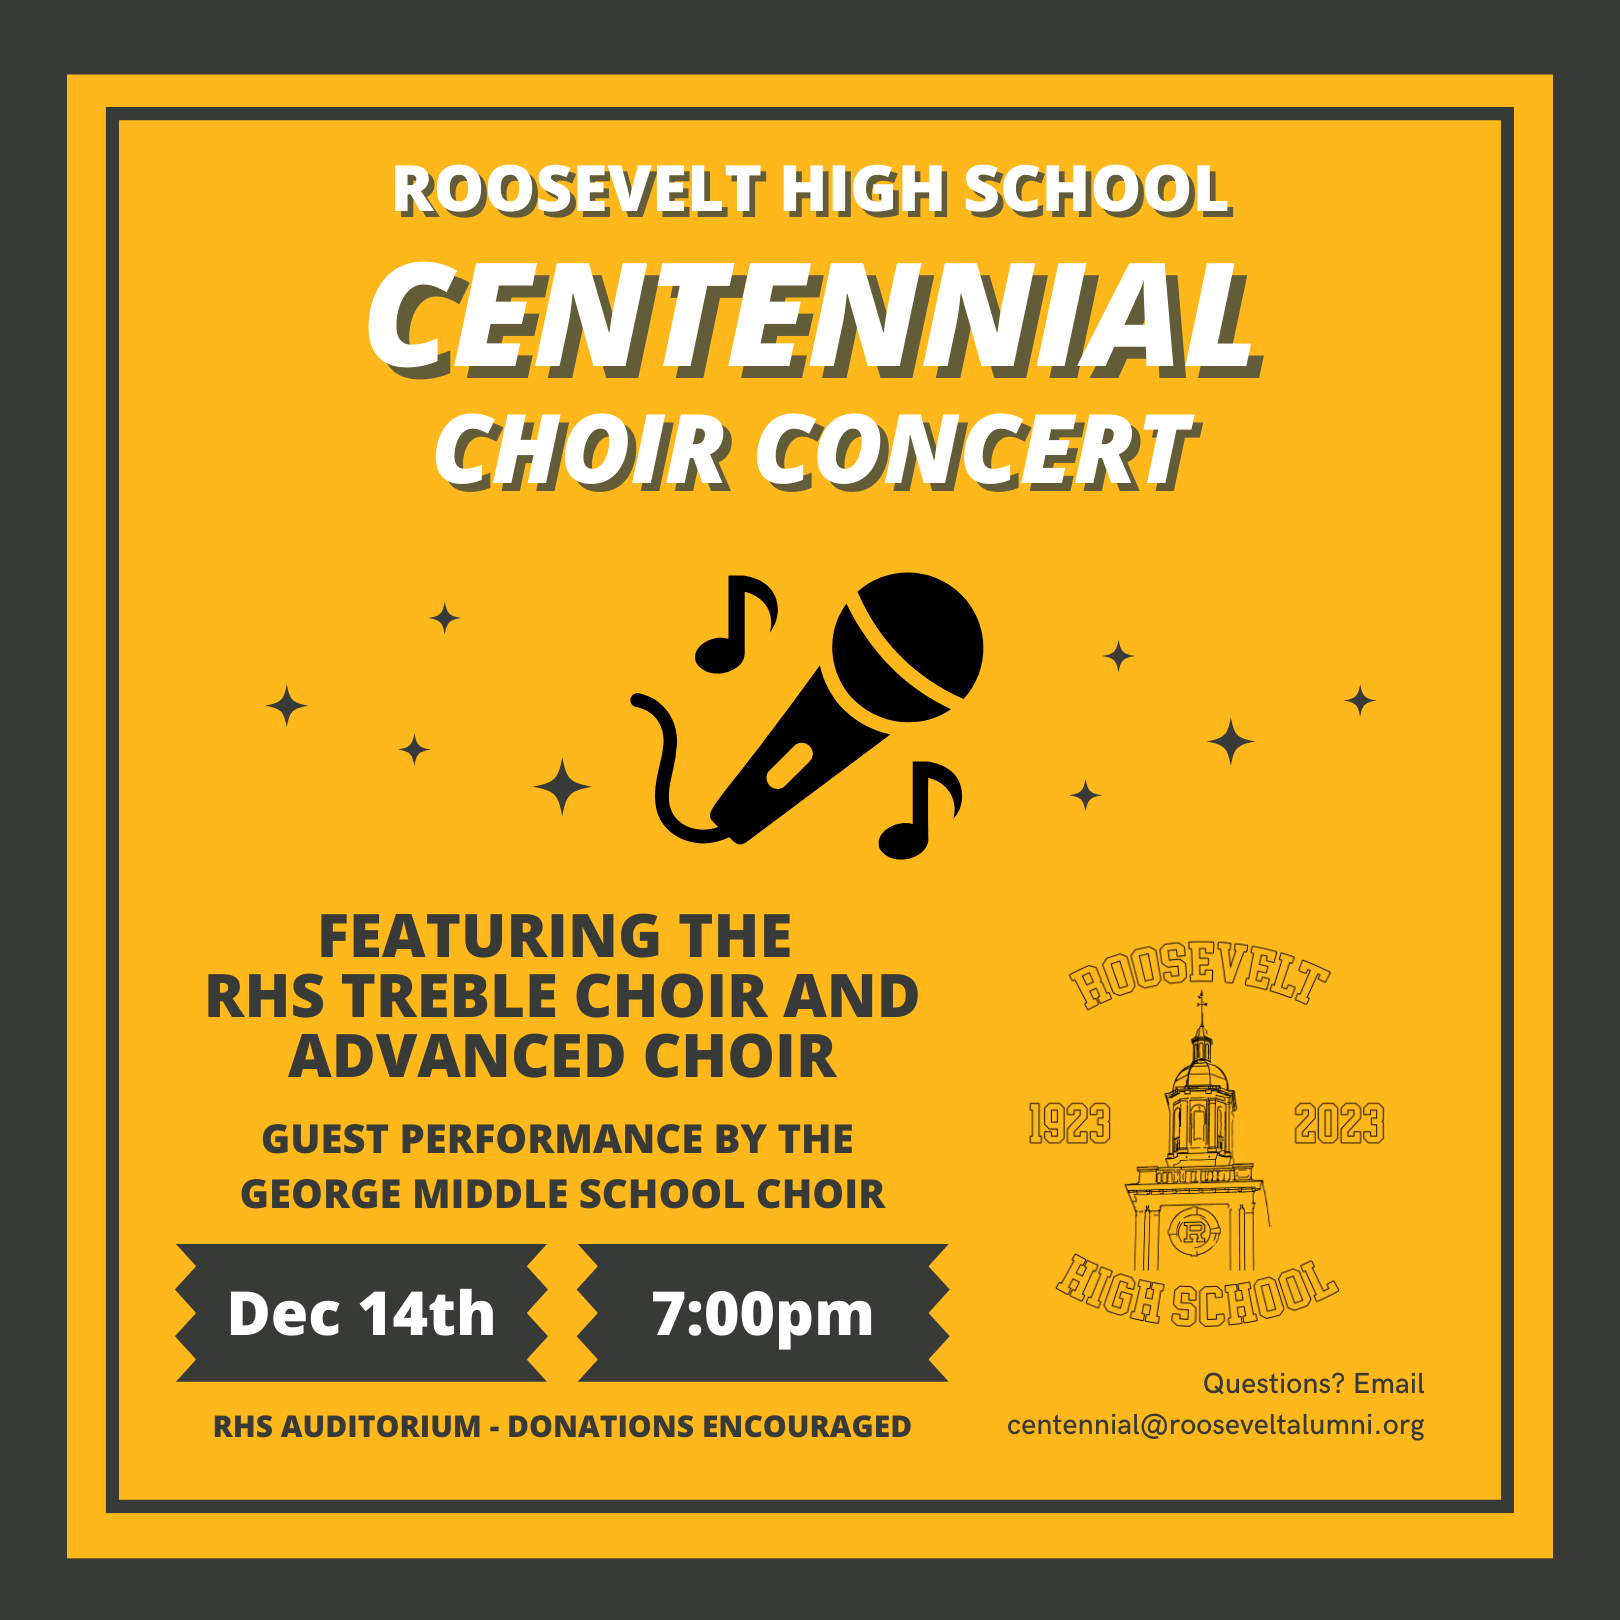 ROOSEVELT HIGH SCHOOL
CENTENNIAL
CHOIR CONCERT
FEATURING THE
RHS TREBLE CHOIR AND
ADVANCED CHOIR
GUEST PERFORMANCE BY THE
GEORGE MIDDLE SCHOOL CHOIR
Dec 14th
7:00pm
RHS AUDITORIUM - DONATIONS ENCOURAGED
ROOSEVELT
1923
2023
R
HIGH SCHOOL
Questions? Email
centennial@rooseveltalumni.org